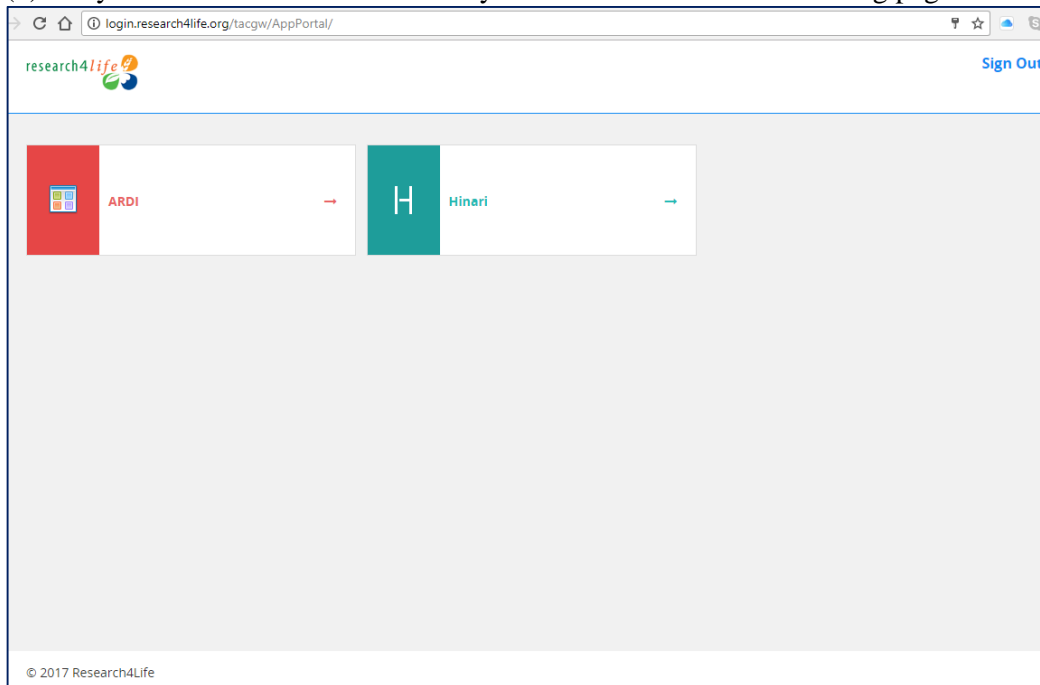 login.research4life.org/tacgw/AppPortal/
research4life
Sign Out
ARDI
H
Hinari
© 2017 Research4Life